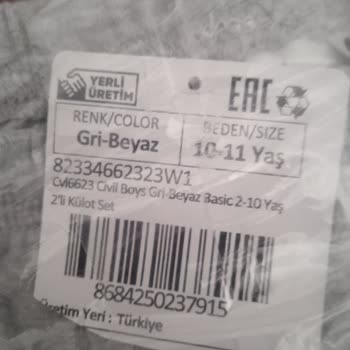 YERLİ
ÜRETİM
EAC
RENK/COLOR
BEDEN/SIZE
Gri-Beyaz
10-11 Yaş
82334662323W1
Cvl6623 Civil Boys Gri-Beyaz Basic 2-10 Yaş
2'li Külot Set
8684250237915
Üretim Yeri : Türkiye